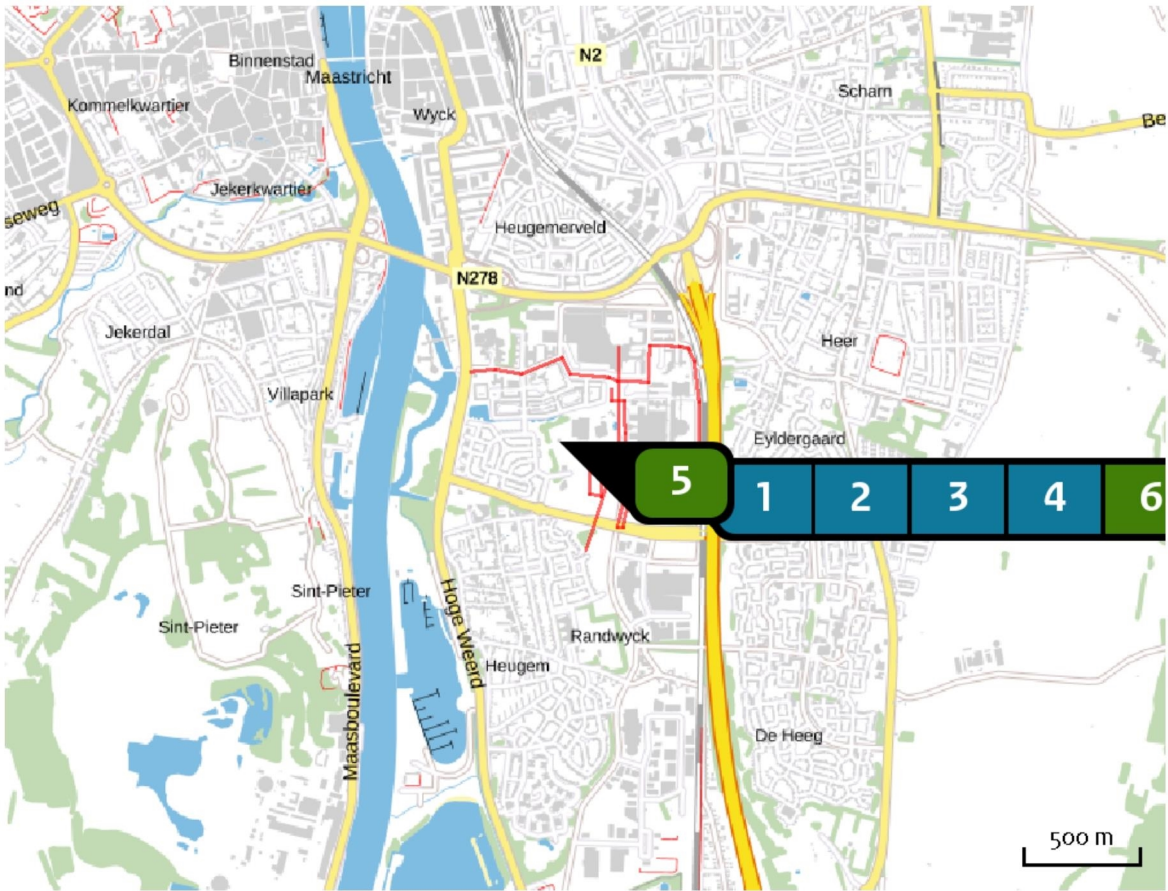 Binnenstad
Maastricht
N2
Scharn
Kommelkwartier
Wyck
Be
Jekerkwartier
seweg
Heugemerveld
N278
nd
Jekerdal
Heer
Villapark
Eyldergaard
5
1
2
3
4
6
Sint-Pieter
Hoge Weerd
Sint-Pieter
Randwyck
Heugem
Maasboulevard
De Heeg
500 m